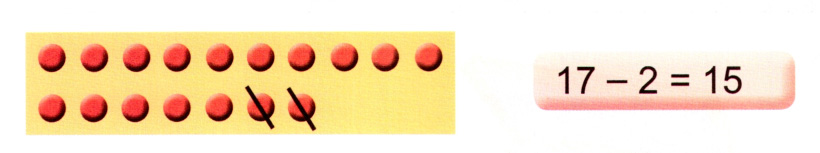 17 – 2 = 15